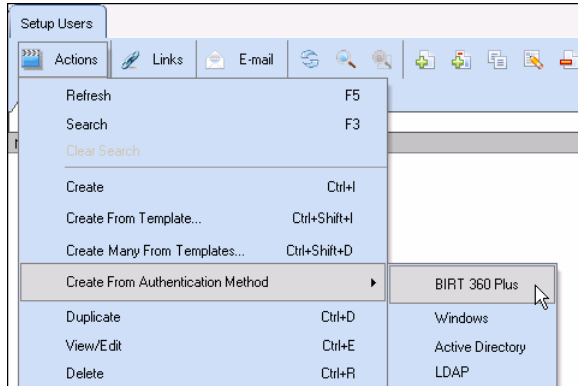 Setup Users
Actions Links E-mail
Refresh F5
Search F3
Clear Search
Create Ctrl+I
Create From Template... Ctrl+Shift+I
Create Many From Templates... Ctrl+Shift+D
Create From Authentication Method BIRT 360 Plus
Duplicate Ctrl+D Windows
View/Edit Ctrl+E Active Directory
Delete Ctrl+R LDAP